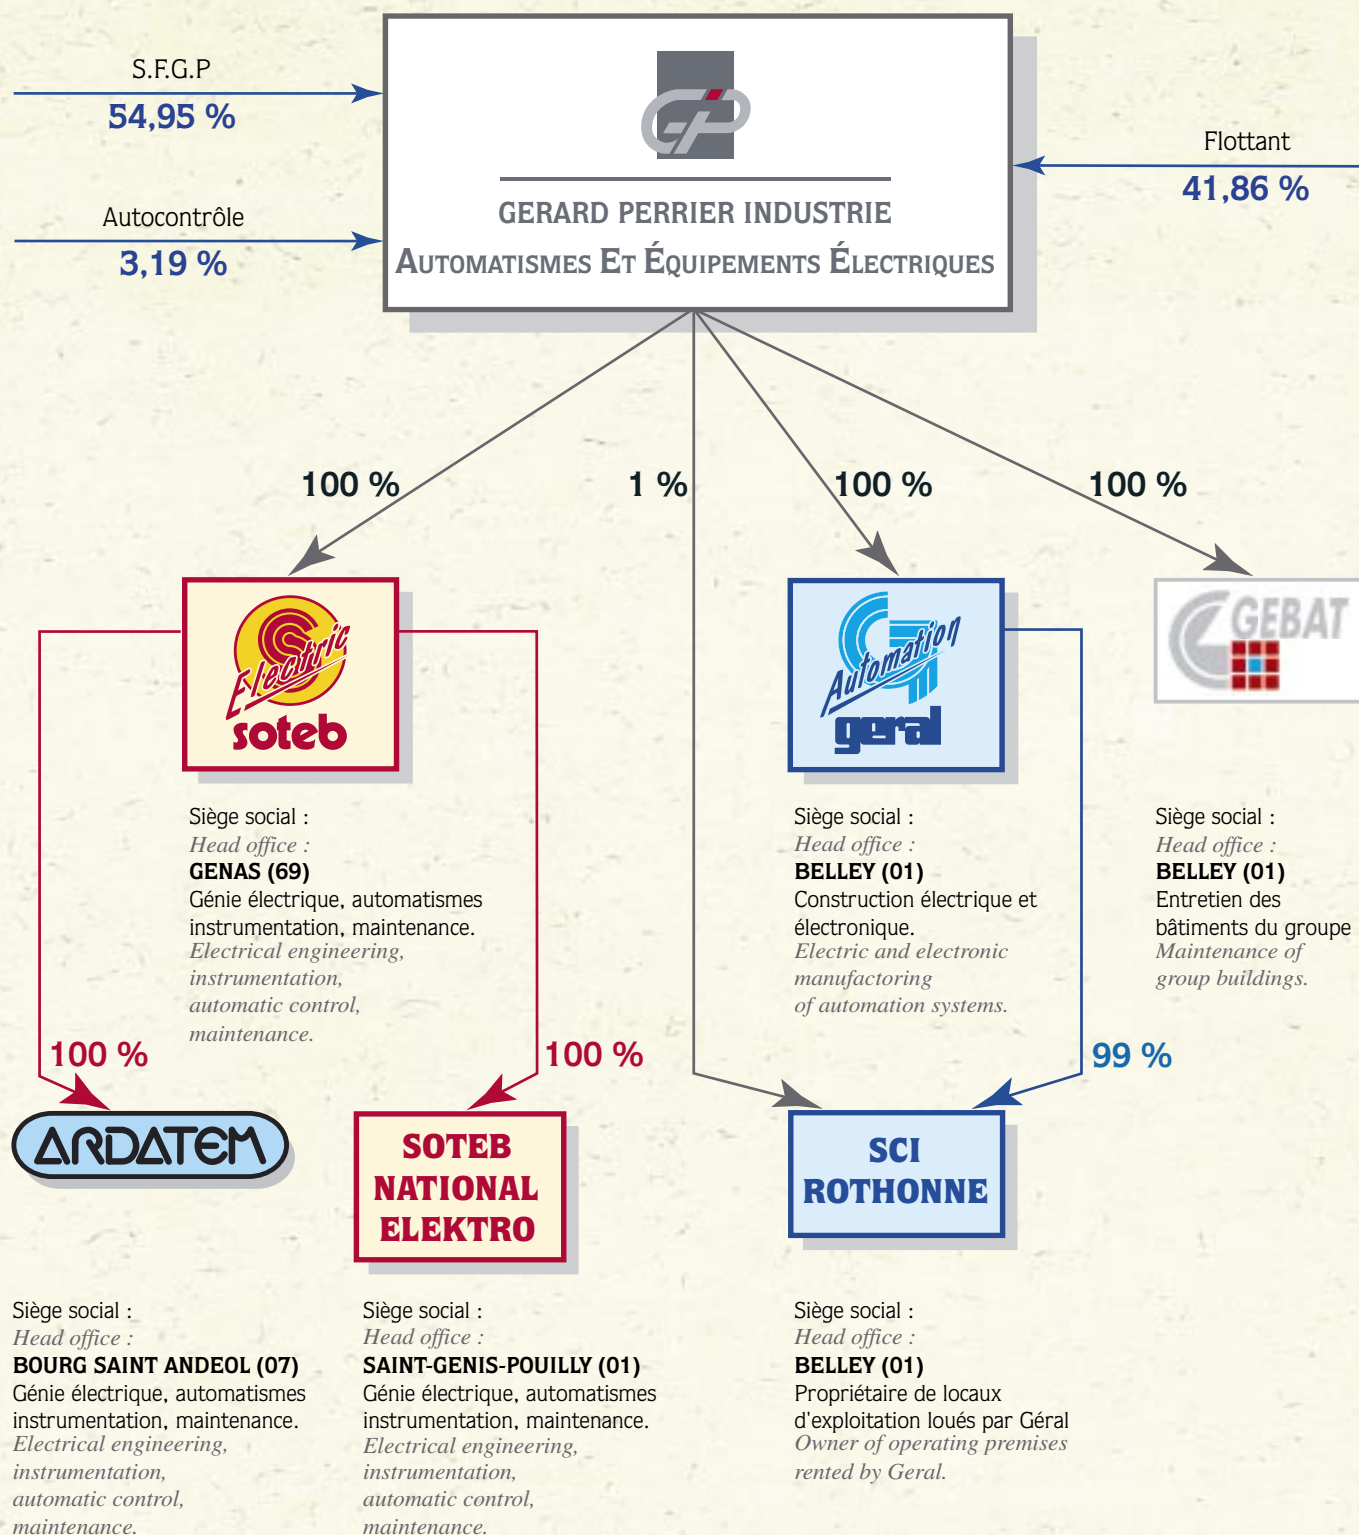 S.F.G.P
54,95 %
Autocontrôle
3,19 %
GERARD PERRIER INDUSTRIE
AUTOMATISMES ET ÉQUIPEMENTS ÉLECTRIQUES
Flottant
41,86 %
100 %
1 %
100 %
100 %
Electric
soteb
Automation
geral
GEBAT
Siège social :
Head office :
GENAS (69)
Génie électrique, automatismes
instrumentation, maintenance.
Electrical engineering,
instrumentation,
automatic control,
maintenance.
Siège social :
Head office :
BELLEY (01)
Construction électrique et
électronique.
Electric and electronic
manufactoring
of automation systems.
Siège social :
Head office :
BELLEY (01)
Entretien des
bâtiments du groupe
Maintenance of
group buildings.
100 %
100 %
99 %
ARDATEM
SOTEB
NATIONAL
ELEKTRO
SCI
ROTHONNE
Siège social :
Head office :
BOURG SAINT ANDEOL (07)
Génie électrique, automatismes
instrumentation, maintenance.
Electrical engineering,
instrumentation,
automatic control,
maintenance.
Siège social :
Head office :
SAINT-GENIS-POUILLY (01)
Génie électrique, automatismes
instrumentation, maintenance.
Electrical engineering,
instrumentation,
automatic control,
maintenance.
Siège social :
Head office :
BELLEY (01)
Propriétaire de locaux
d'exploitation loués par Géral
Owner of operating premises
rented by Geral.